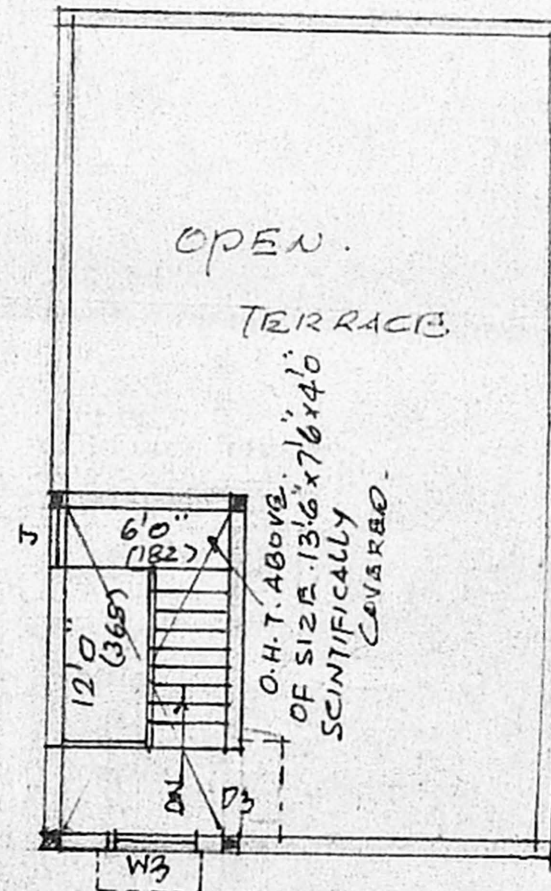 OPEN.
TERRACE.
6'0"
(182)
12'0"
(365)
J
O.H.T. ABOVE.
OF SIZE.13'6"x7'6"x4'0"
SCINTIFICALLY
COVERED.
DN
D3
W3